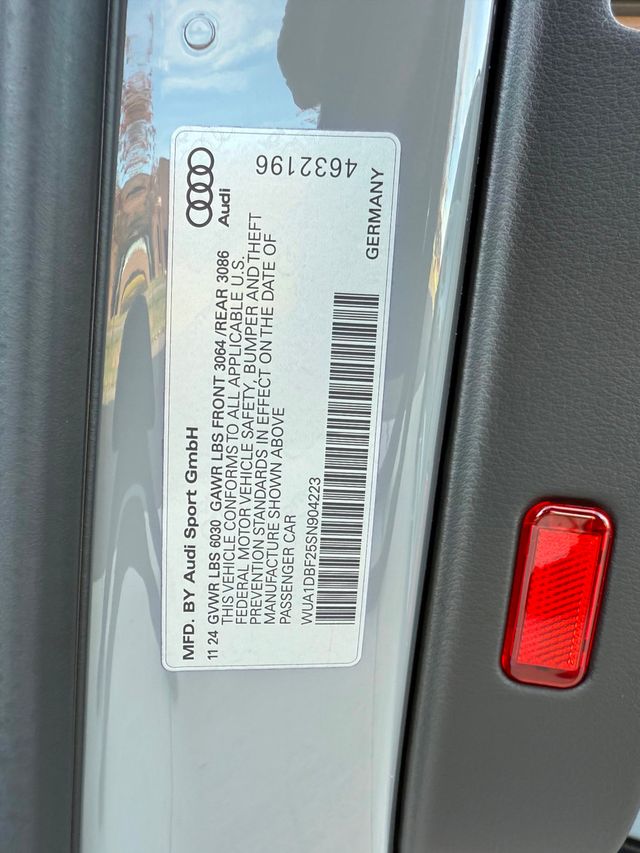 MFD. BY Audi Sport GmbH
Audi
11 24 GVWR LBS 6030 GAWR LBS FRONT 3064 /REAR 3086
THIS VEHICLE CONFORMS TO ALL APPLICABLE U.S.
FEDERAL MOTOR VEHICLE SAFETY, BUMPER AND THEFT
PREVENTION STANDARDS IN EFFECT ON THE DATE OF
MANUFACTURE SHOWN ABOVE
PASSENGER CAR
WUA1DBF25SN904223
4632196
GERMANY